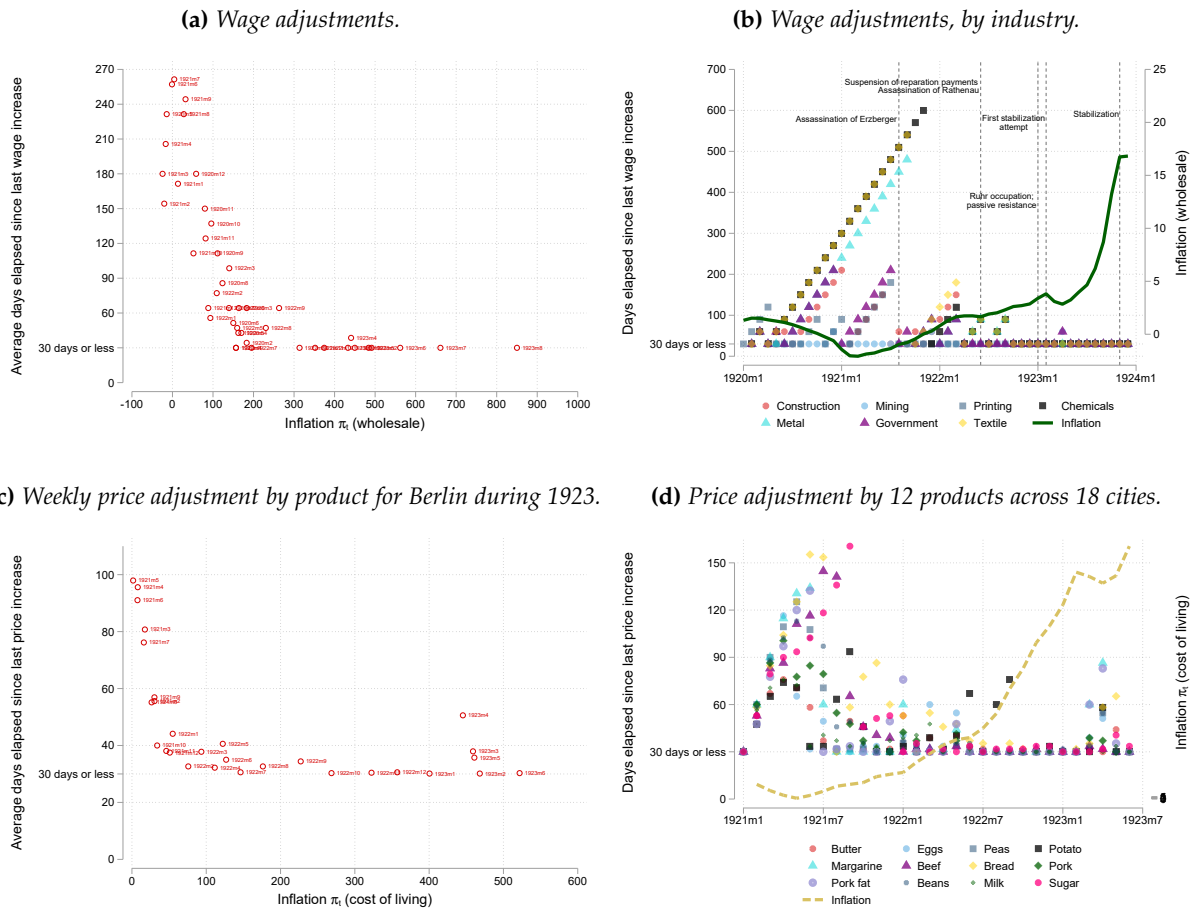 (a) Wage adjustments.
Average days elapsed since last wage increase
270
240
210
180
150
120
90
60
30 days or less
0
1921m7
1921m6
1921m9
1921m8
1921m4
1921m3
1920m12
1921m1
1921m2
1920m11
1920m10
1921m11
1920m9
1922m3
1920m8
1922m2
1922m9
1922m1
1920m6
1922m8
1923m4
1920m2
1923m6
1922m7
1923m7
1923m8
-100
0
100
200
300
400
500
600
700
800
900
1000
Inflation πt (wholesale)
(b) Wage adjustments, by industry.
Days elapsed since last wage increase
700
600
500
400
300
200
100
30 days or less
0
Suspension of reparation payments
Assassination of Rathenau
Assassination of Erzberger
First stabilization
attempt
Stabilization
Ruhr occupation;
passive resistance
25
20
15
10
5
0
Inflation (wholesale)
1920m1
1921m1
1922m1
1923m1
1924m1
Construction
Mining
Printing
Chemicals
Metal
Government
Textile
Inflation
c) Weekly price adjustment by product for Berlin during 1923.
Average days elapsed since last price increase
100
80
60
40
30 days or less
20
0
1921m5
1921m4
1921m6
1921m3
1921m7
1921m9
1923m4
1922m1
1922m5
1921m10
1922m3
1923m3
1923m5
1922m6
1922m9
1922m4
1922m8
1922m7
1922m10
1922m12
1923m1
1923m2
1923m6
0
100
200
300
400
500
600
Inflation πt (cost of living)
(d) Price adjustment by 12 products across 18 cities.
Days elapsed since last price increase
150
120
90
60
30 days or less
0
Inflation πt (cost of living)
1921m1
1921m7
1922m1
1922m7
1923m1
1923m7
Butter
Eggs
Peas
Potato
Margarine
Beef
Bread
Pork
Pork fat
Beans
Milk
Sugar
Inflation